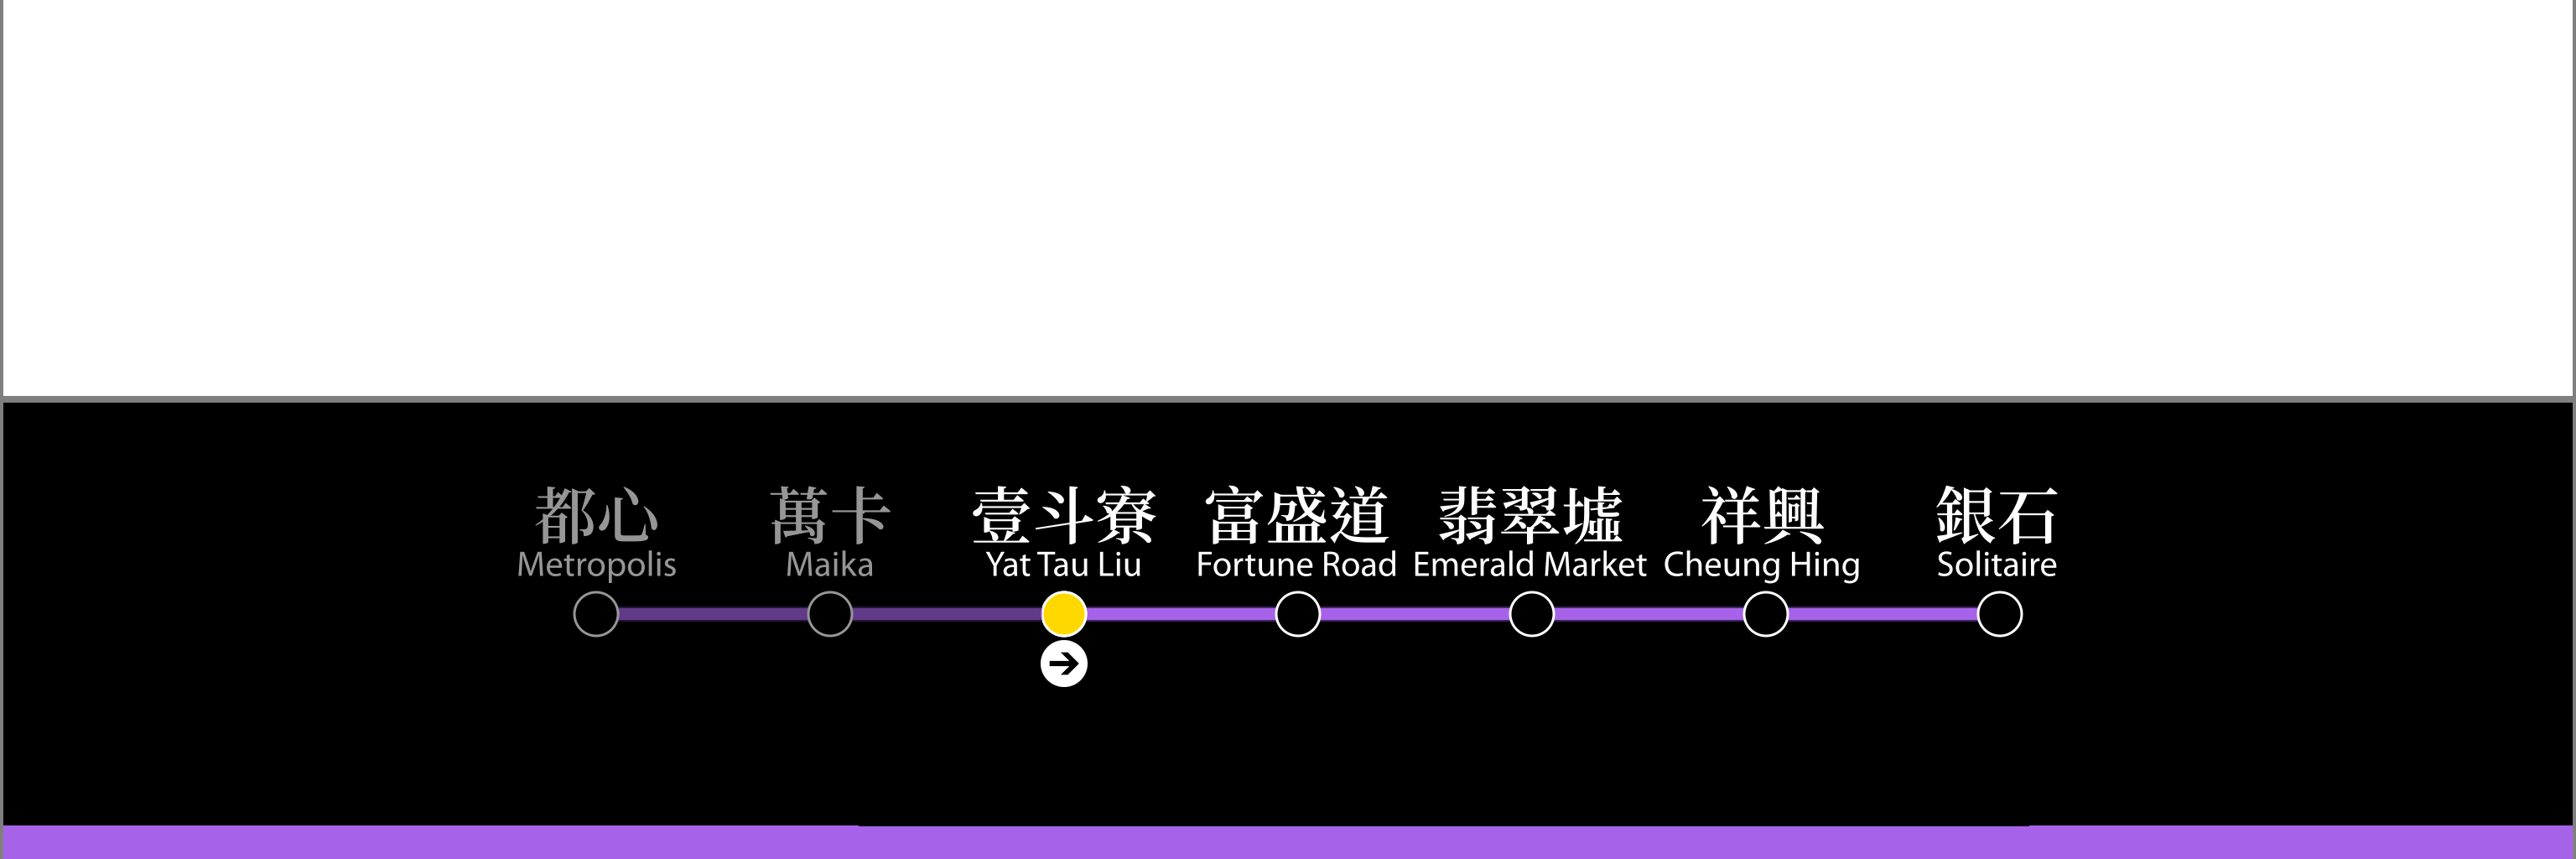 都心
Metropolis
萬卡
Maika
壹斗寮
Yat Tau Liu
富盛道
Fortune Road
翡翠墟
Emerald Market
祥興
Cheung Hing
銀石
Solitaire